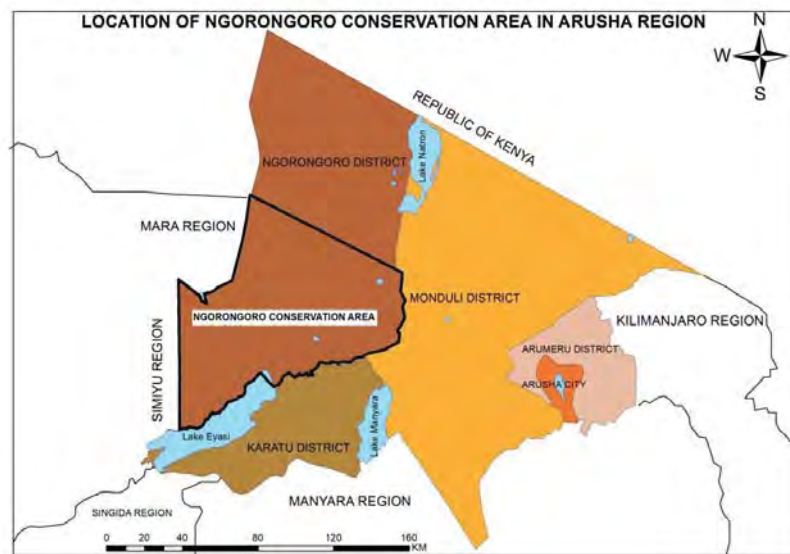 LOCATION OF NGORONGORO CONSERVATION AREA IN ARUSHA REGION
N
W
E
S
REPUBLIC OF KENYA
Lake Natron
NGORONGORO DISTRICT
MARA REGION
MONDULI DISTRICT
NGORONGORO CONSERVATION AREA
KILIMANJARO REGION
SIMIYU REGION
ARUMERU DISTRICT
ARUSHA CITY
Lake Eyasi
Lake Manyara
KARATU DISTRICT
MANYARA REGION
SINGIDA REGION
0 20 40 80 120 160
KM